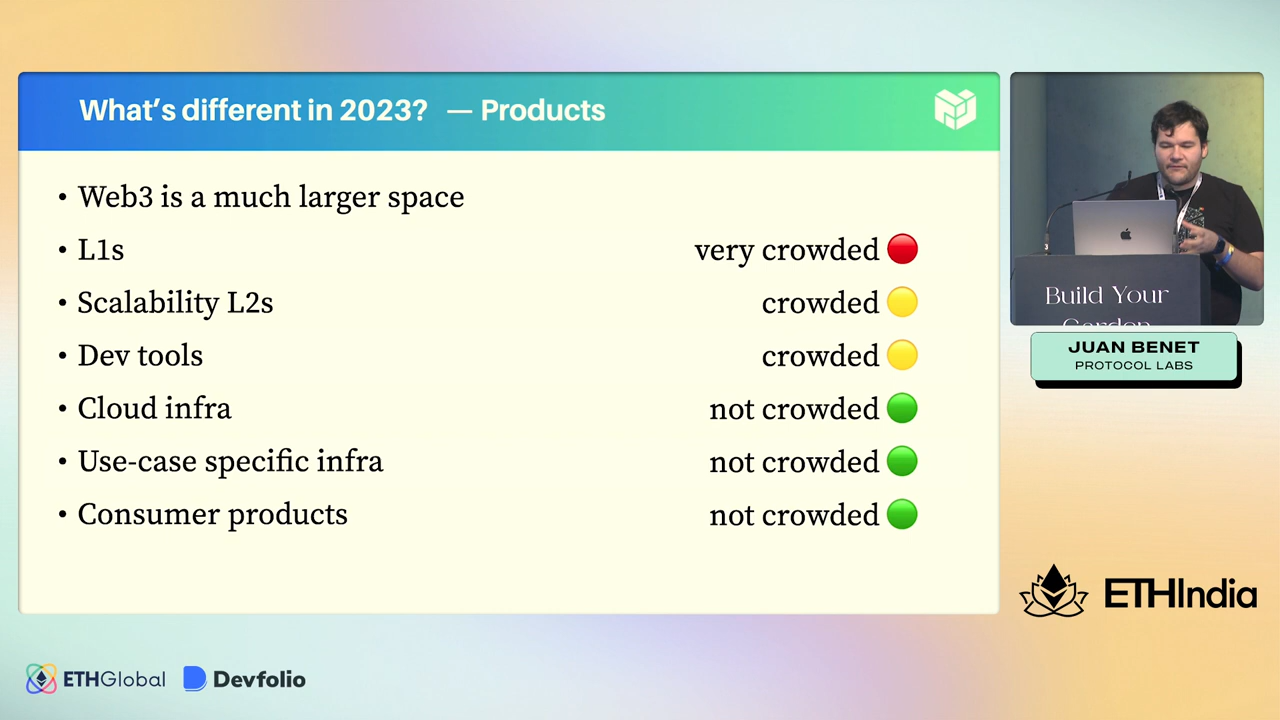 What's different in 2023? — Products
• Web3 is a much larger space
• L1s very crowded
• Scalability L2s crowded
• Dev tools crowded
• Cloud infra not crowded
• Use-case specific infra not crowded
• Consumer products not crowded
Build Your
Garden
JUAN BENET
PROTOCOL LABS
ETHIndia
ETHGlobal
Devfolio